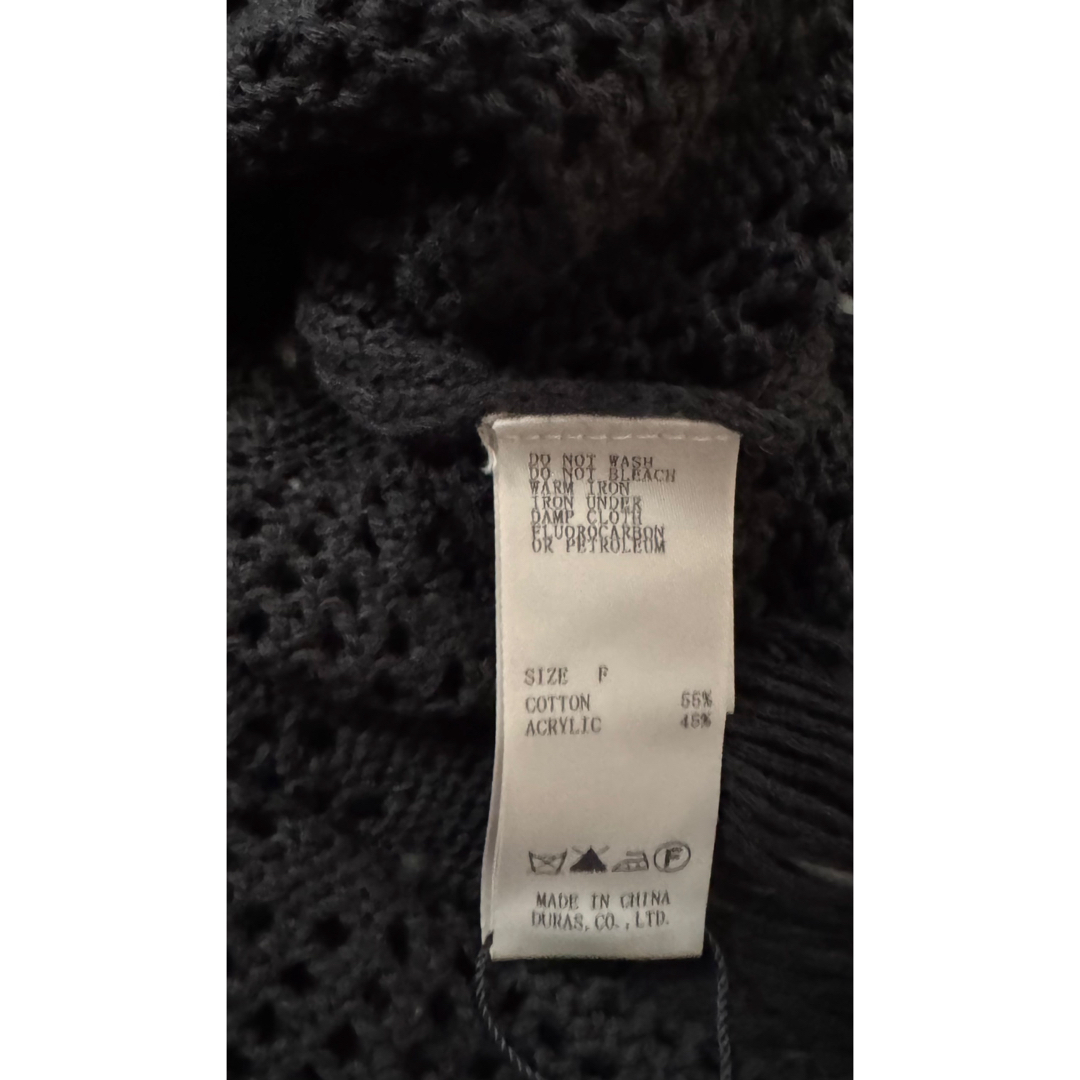 DO NOT WASH
DO NOT BLEACH
WARM IRON
IRON UNDER
DAMP CLOTH
FLUOROCARBON
OR PETROLEUM
SIZE F
COTTON 55%
ACRYLIC 45%
F
MADE IN CHINA
DURAS.CO.,LTD.